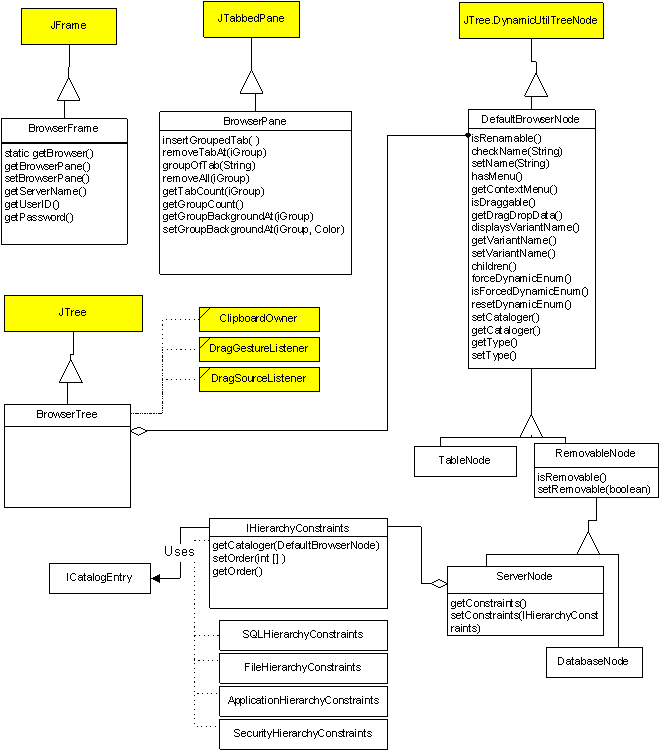 JFrame
JTabbedPane
JTree.DynamicUtilTreeNode
BrowserFrame
static getBrowser()
getBrowserPane()
setBrowserPane()
getServerName()
getUserID()
getPassword()
BrowserPane
insertGroupedTab( )
removeTabAt(iGroup)
groupOfTab(String)
removeAll(iGroup)
getTabCount(iGroup)
getGroupCount()
getGroupBackgroundAt(iGroup)
setGroupBackgroundAt(iGroup, Color)
DefaultBrowserNode
isRenamable()
checkName(String)
setName(String)
hasMenu()
getContextMenu()
isDraggable()
getDragDropData()
displaysVariantName()
getVariantName()
setVariantName()
children()
forceDynamicEnum()
isForcedDynamicEnum()
resetDynamicEnum()
setCataloger()
getCataloger()
getType()
setType()
JTree
ClipboardOwner
DragGestureListener
DragSourceListener
BrowserTree
TableNode
RemovableNode
isRemovable()
setRemovable(boolean)
IHierarchyConstraints
getCataloger(DefaultBrowserNode)
setOrder(int [] )
getOrder()
Uses
ICatalogEntry
ServerNode
getConstraints()
setConstraints(IHierarchyConst
raints)
SQLHierarchyConstraints
FileHierarchyConstraints
ApplicationHierarchyConstraints
SecurityHierarchyConstraints
DatabaseNode